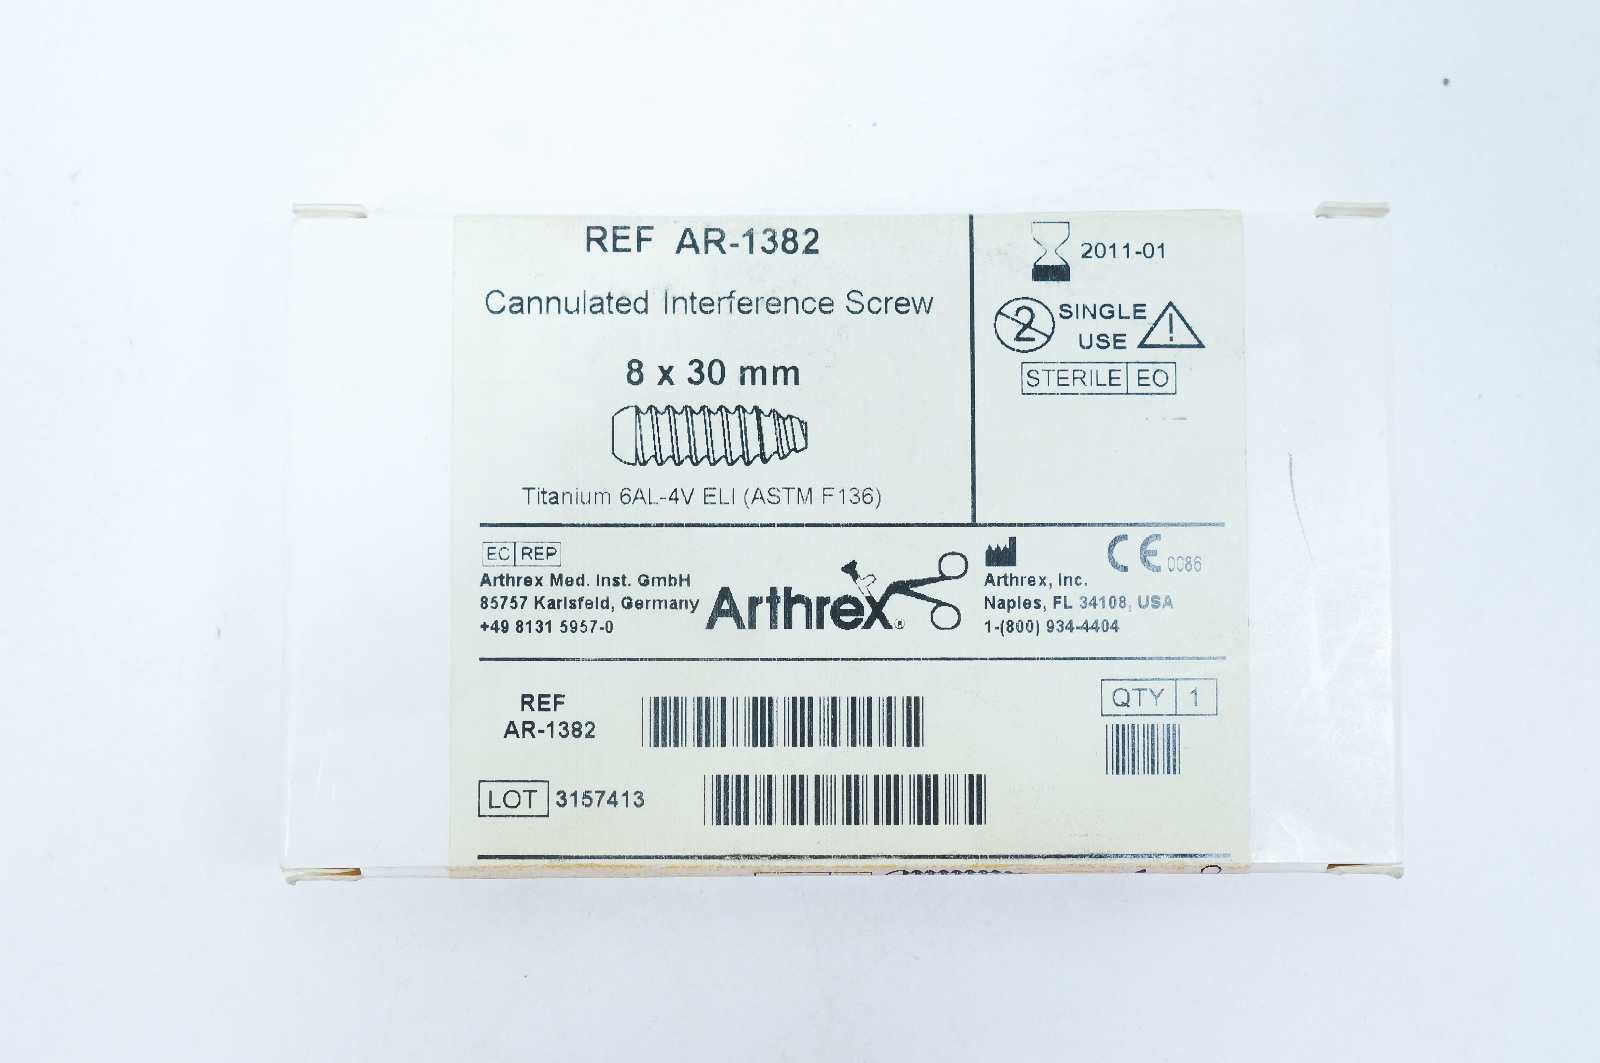 REF AR-1382
Cannulated Interference Screw
8 x 30 mm
Titanium 6AL-4V ELI (ASTM F136)
2011-01
2
SINGLE
USE
!
STERILE EO
EC REP
Arthrex Med. Inst. GmbH
85757 Karlsfeld, Germany
+49 8131 5957-0
Arthrex®
CE 0086
Arthrex, Inc.
Naples, FL 34108, USA
1-(800) 934-4404
REF
AR-1382
QTY 1
LOT 3157413